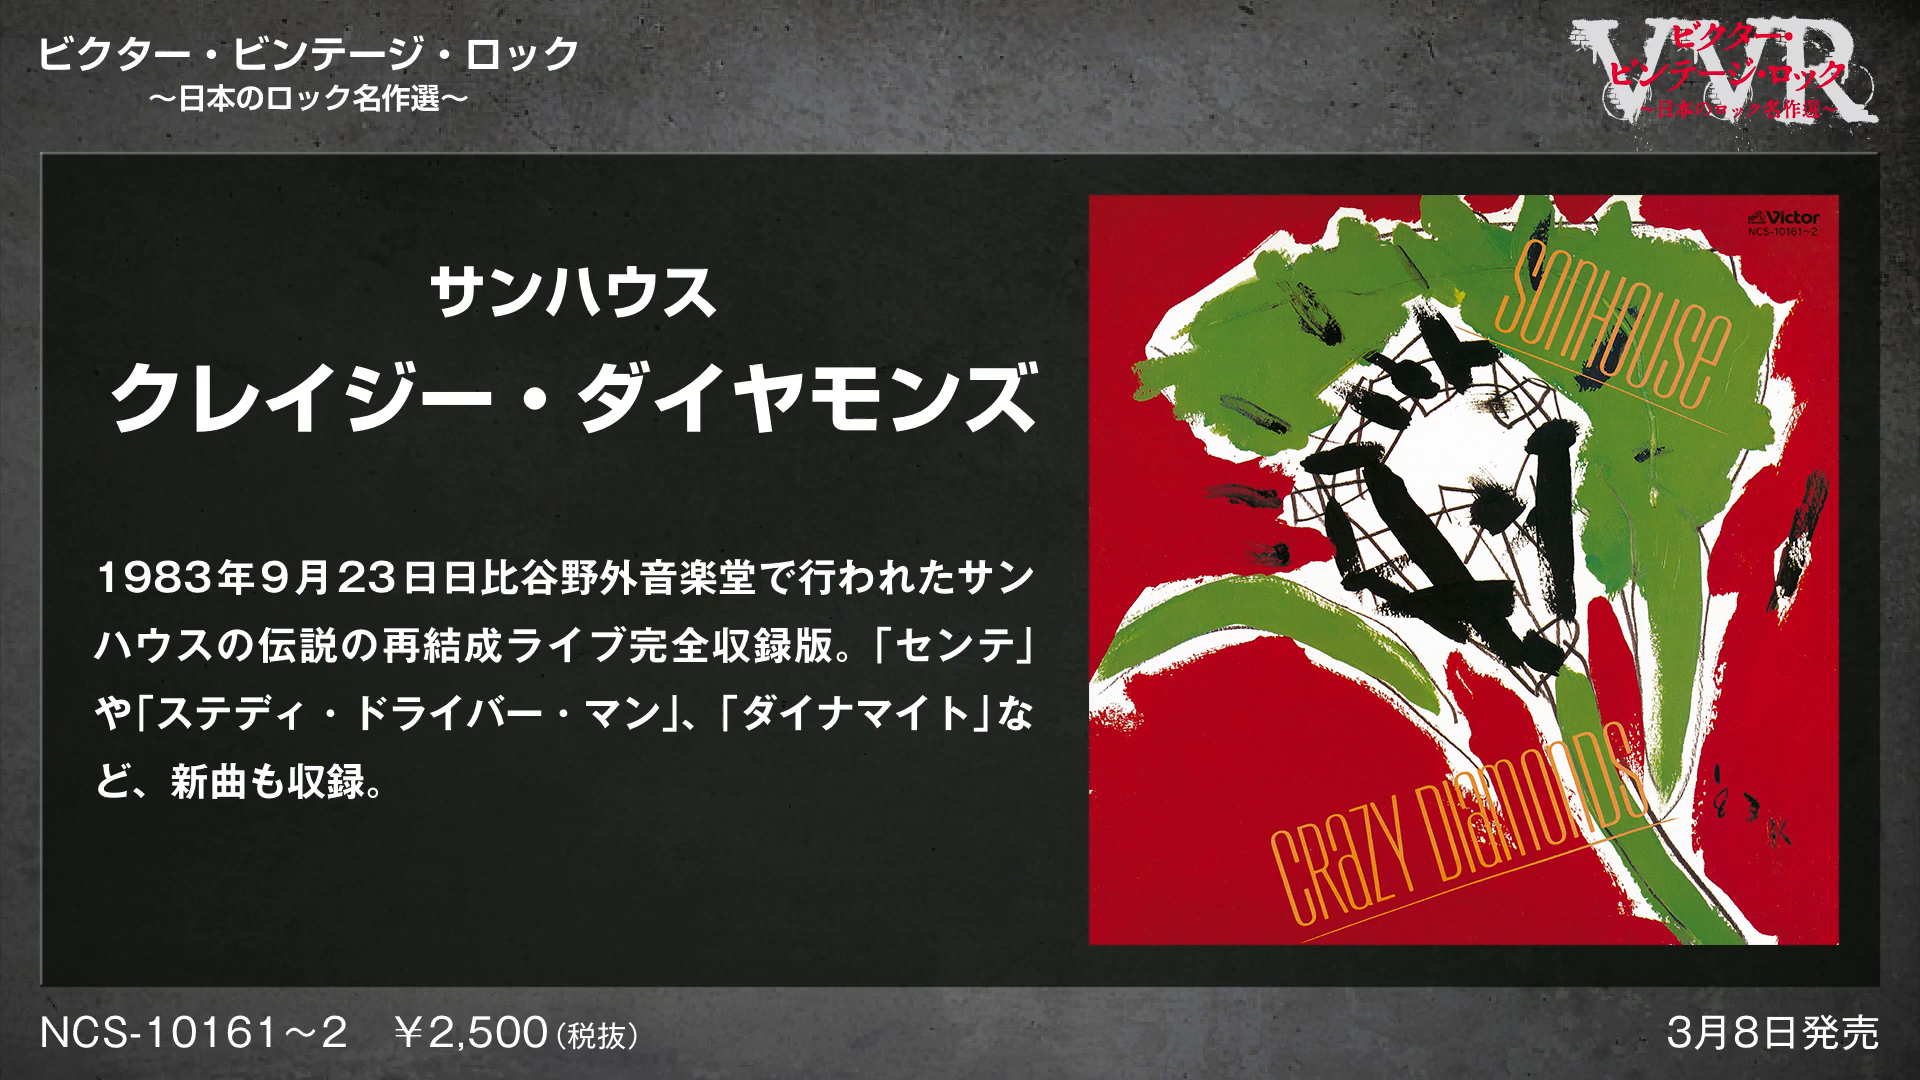 ビクター・ビンテージ・ロック
～日本のロック名作選～
VVR
ビクター・
ビンテージ・ロック
～日本のロック名作選～
サンハウス
クレイジー・ダイヤモンズ
1983年9月23日日比谷野外音楽堂で行われたサン
ハウスの伝説の再結成ライブ完全収録版。「センテ」
や「ステディ・ドライバー・マン」、「ダイナマイト」な
ど、新曲も収録。
Victor
NCS-10161~2
SONHOUSE
CRAZY DIAMONDS
'83 K
NCS-10161～2　￥2,500（税抜）
3月8日発売